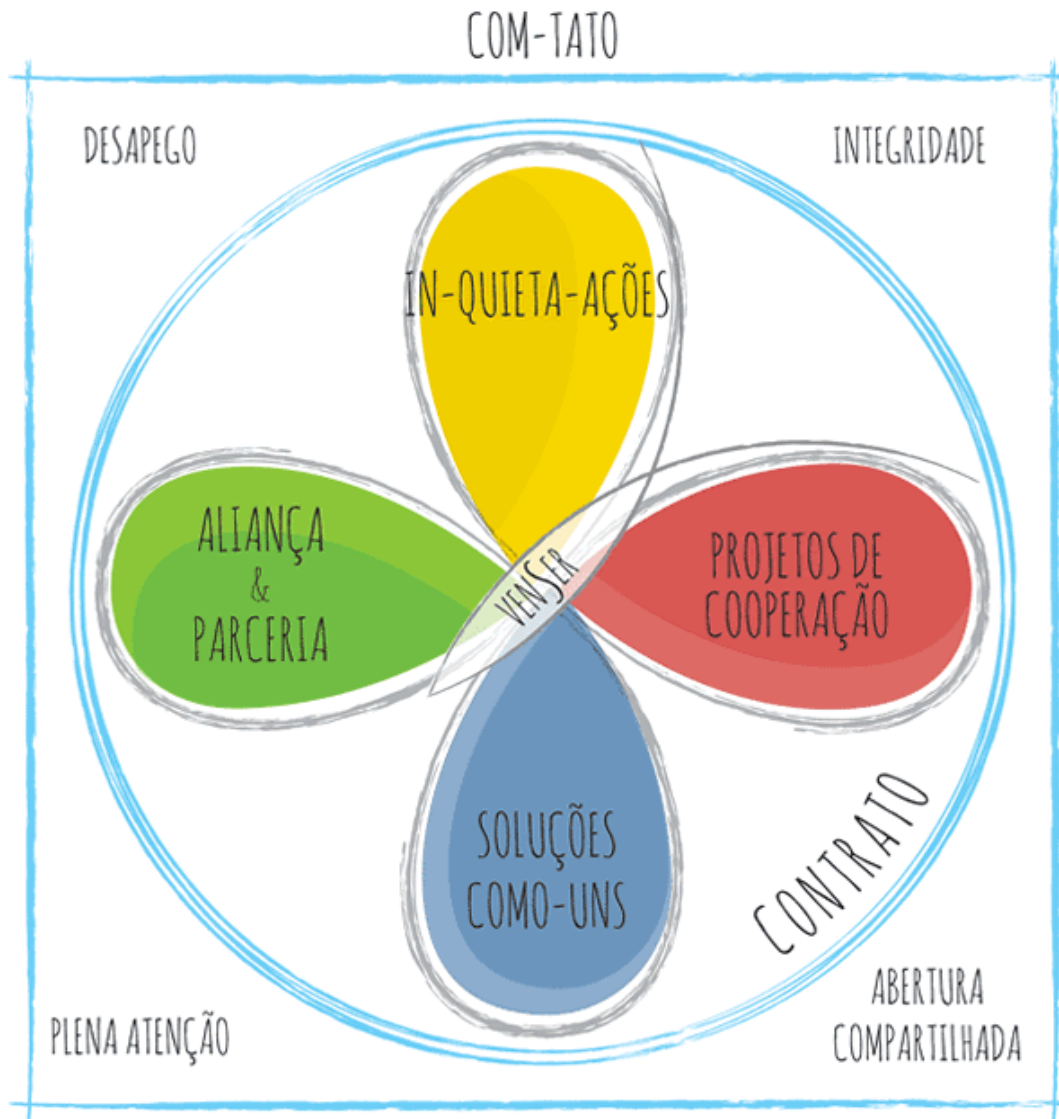 COM-TATO
DESAPEGO
INTEGRIDADE
IN-QUIETA-AÇÕES
ALIANÇA
&
PARCERIA
VENSER
PROJETOS DE
COOPERAÇÃO
SOLUÇÕES
COMO-UNS
CONTRATO
PLENA ATENÇÃO
ABERTURA
COMPARTILHADA